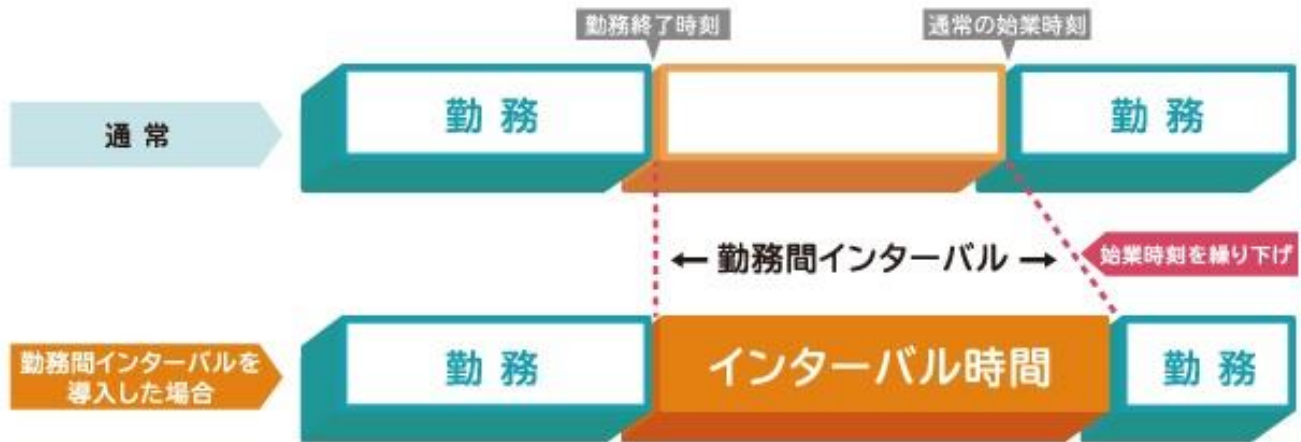 勤務終了時刻
通常の始業時刻
通常
勤務
勤務
← 勤務間インターバル →
始業時刻を繰り下げ
勤務間インターバルを
導入した場合
勤務
インターバル時間
勤務